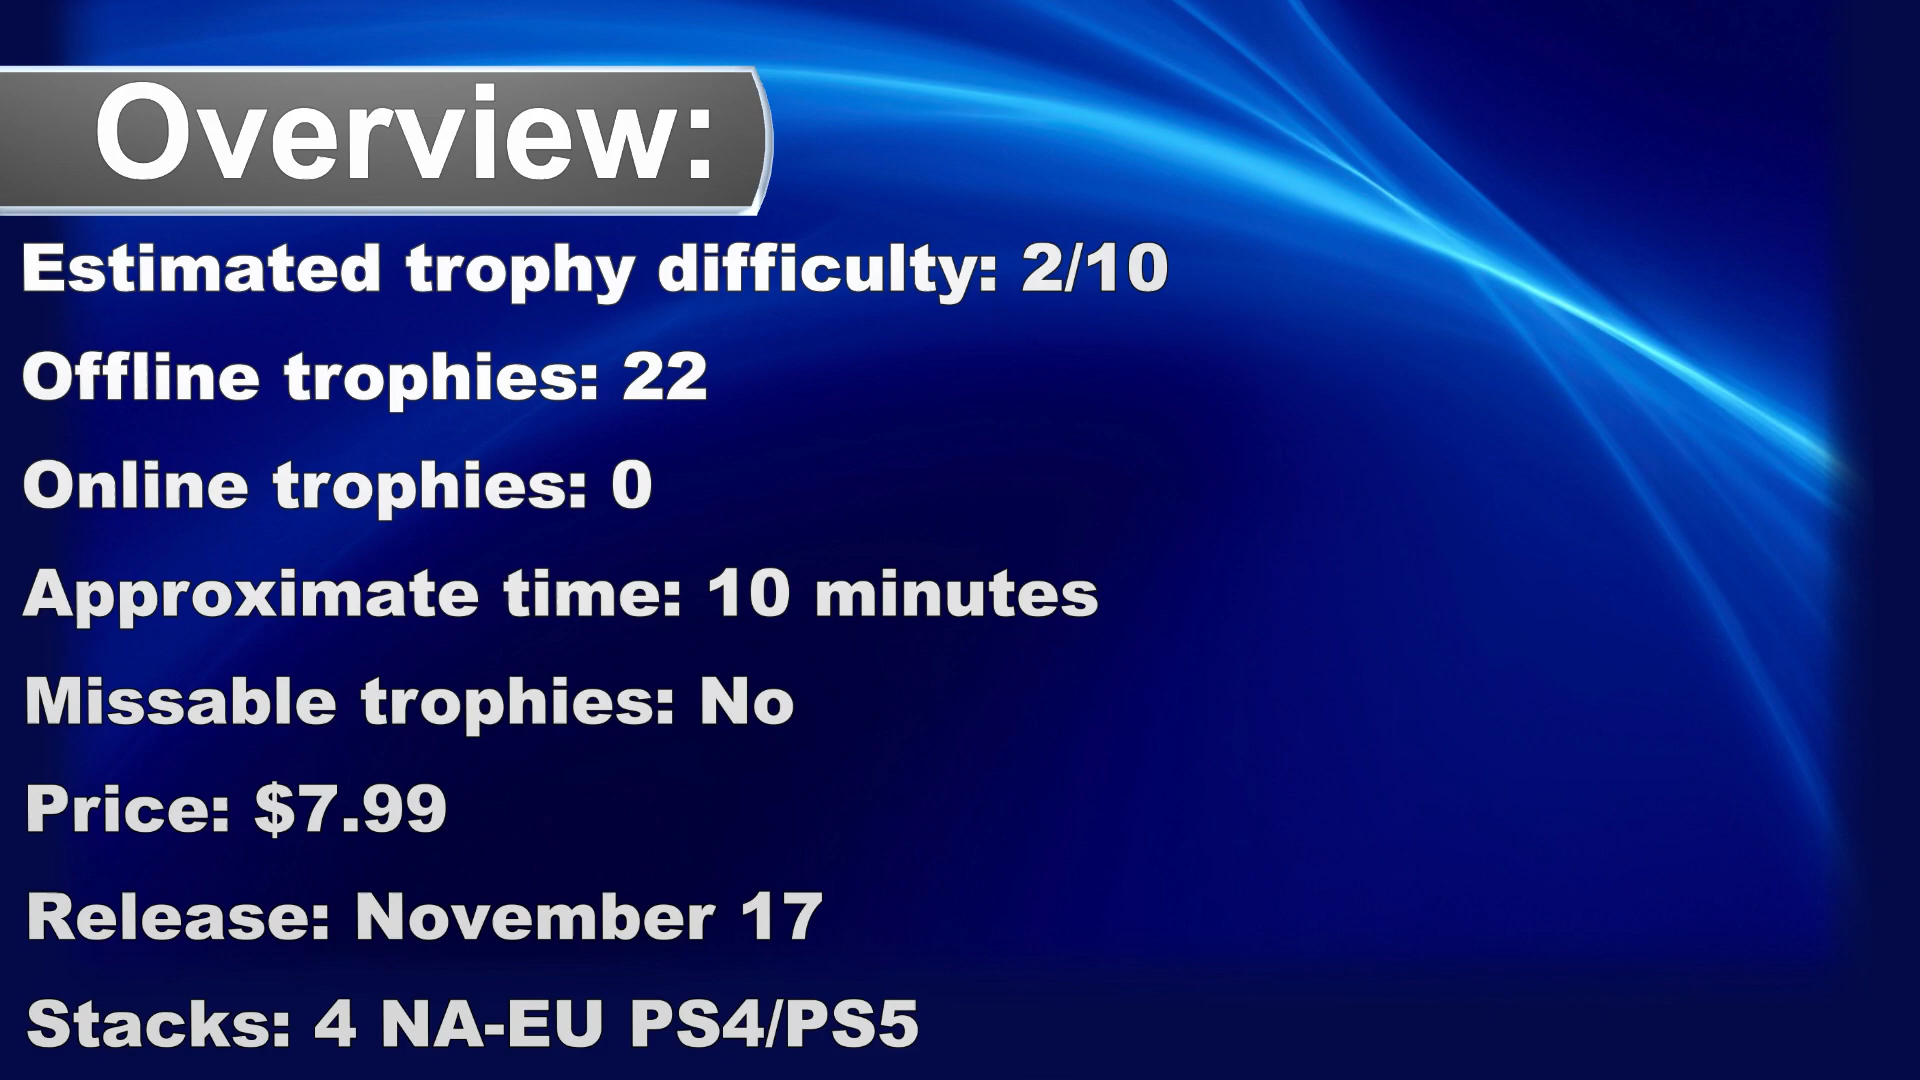 Overview:
Estimated trophy difficulty: 2/10
Offline trophies: 22
Online trophies: 0
Approximate time: 10 minutes
Missable trophies: No
Price: $7.99
Release: November 17
Stacks: 4 NA-EU PS4/PS5